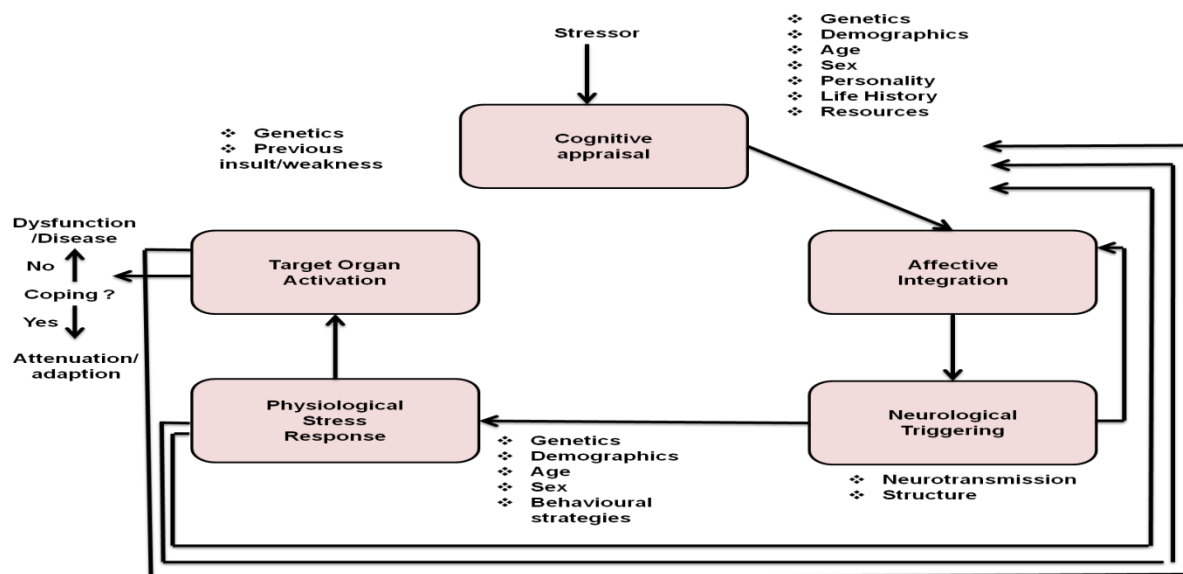 Stressor
❖ Genetics
❖ Demographics
❖ Age
❖ Sex
❖ Personality
❖ Life History
❖ Resources
Cognitive
appraisal
❖ Genetics
❖ Previous
insult/weakness
Dysfunction
/Disease
No
Coping ?
Yes
Attenuation/
adaption
Target Organ
Activation
Affective
Integration
Physiological
Stress
Response
Neurological
Triggering
❖ Genetics
❖ Demographics
❖ Age
❖ Sex
❖ Behavioural
strategies
❖ Neurotransmission
❖ Structure